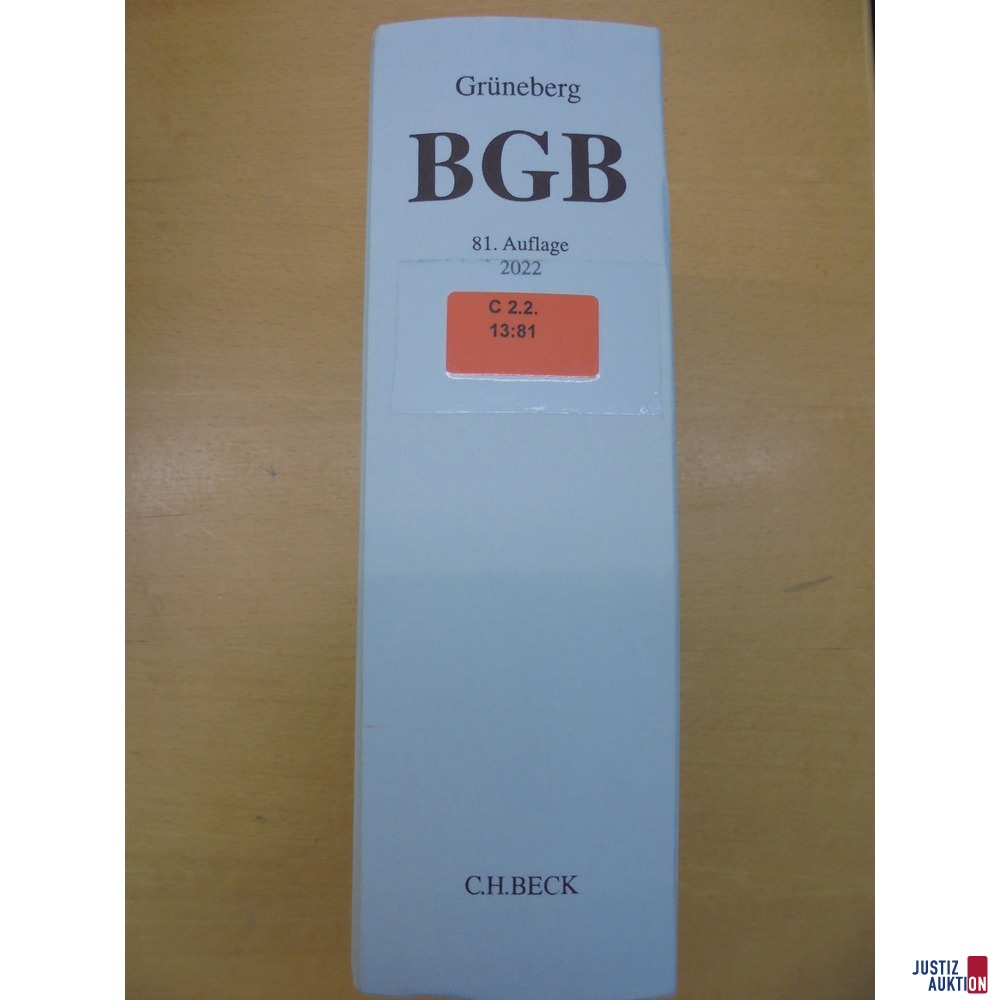 Grüneberg
BGB
81. Auflage
2022
C 2.2.
13:81
C.H.BECK
JUSTIZ
AUKTION